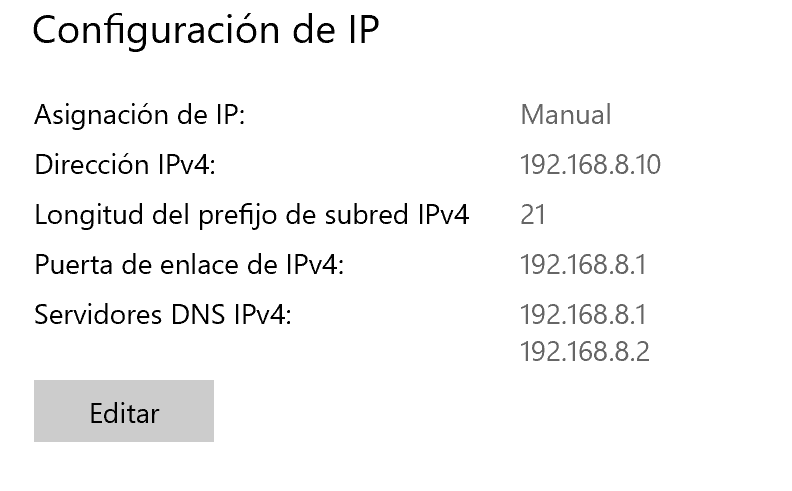 Configuración de IP
Asignación de IP: Manual
Dirección IPv4: 192.168.8.10
Longitud del prefijo de subred IPv4 21
Puerta de enlace de IPv4: 192.168.8.1
Servidores DNS IPv4: 192.168.8.1
192.168.8.2
Editar